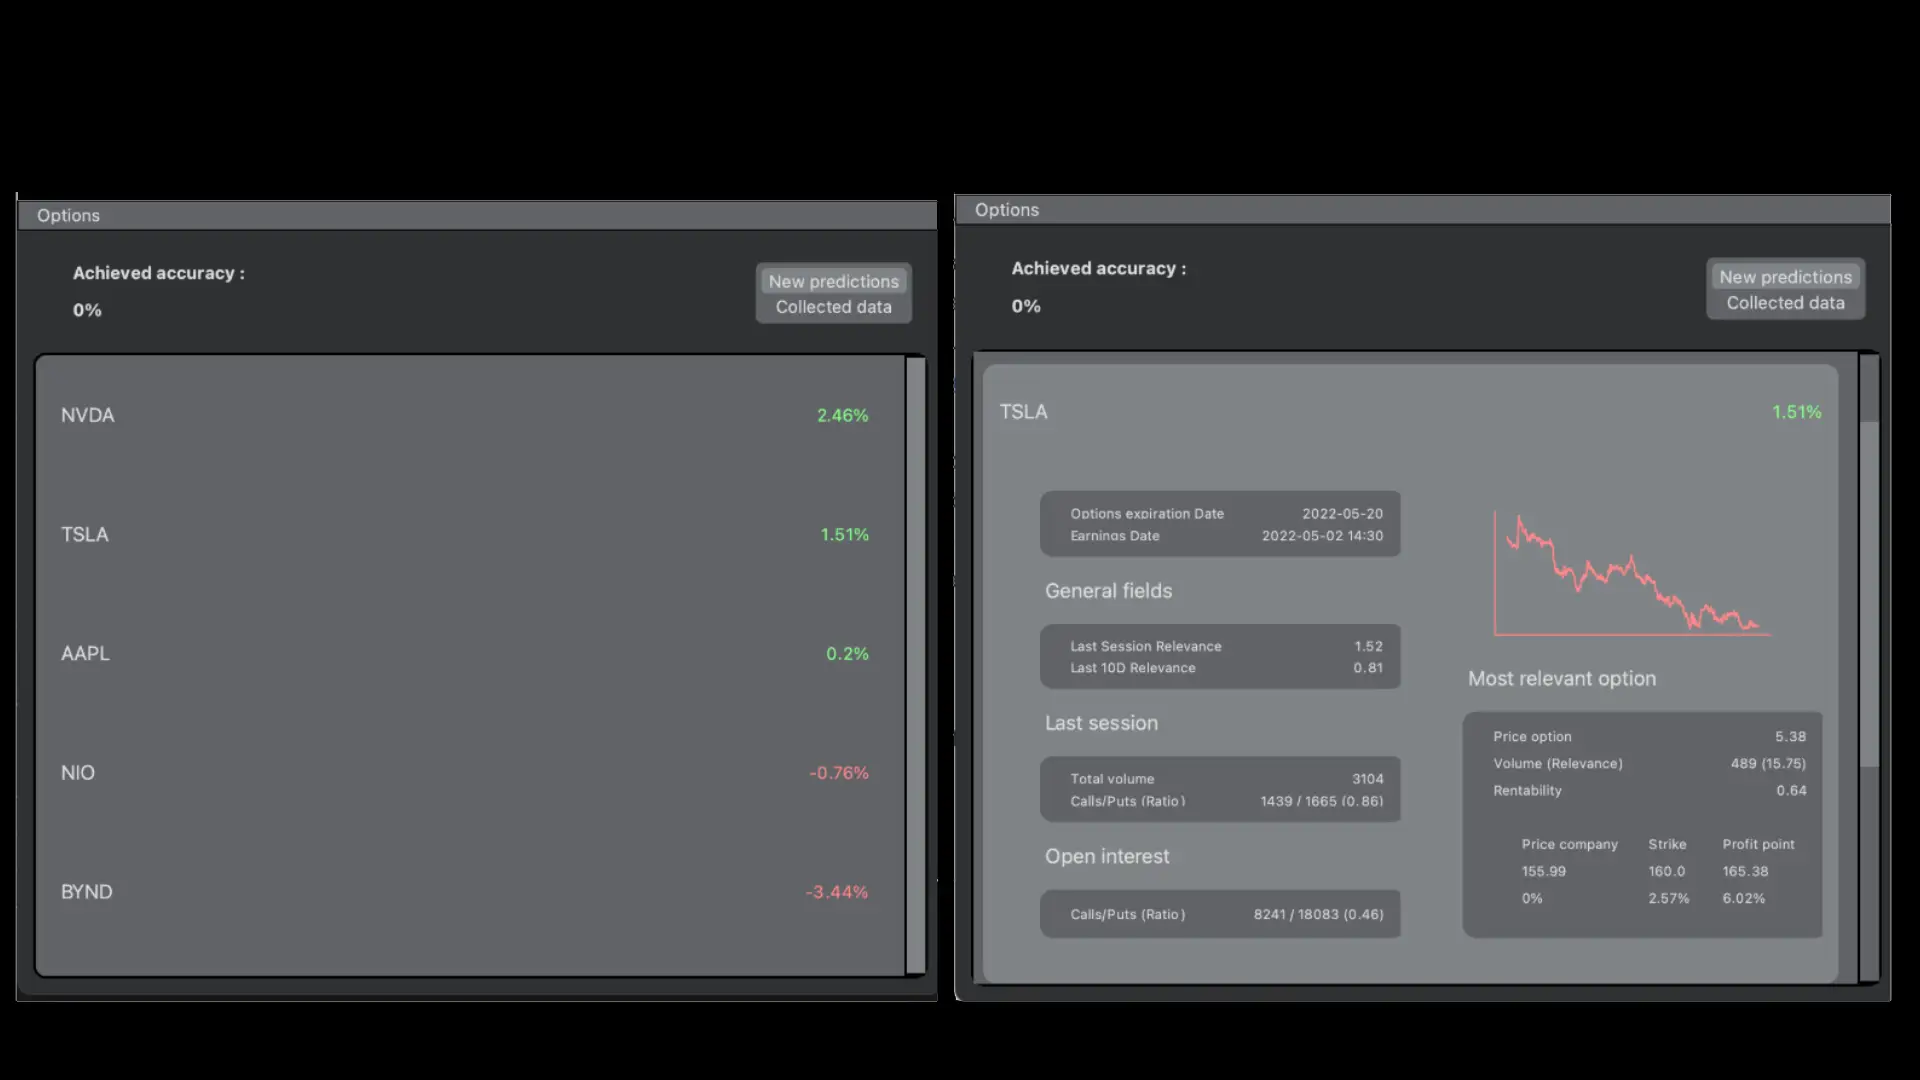 Options
Achieved accuracy :
0%
New predictions
Collected data
NVDA 2.46%
TSLA 1.51%
AAPL 0.2%
NIO -0.76%
BYND -3.44%
Options
Achieved accuracy :
0%
New predictions
Collected data
TSLA 1.51%
Options expiration Date 2022-05-20
Earnings Date 2022-05-02 14:30
General fields
Last Session Relevance 1.52
Last 10D Relevance 0.81
Last session
Total volume 3104
Calls/Puts (Ratio) 1439 / 1665 (0.86)
Open interest
Calls/Puts (Ratio) 8241 / 18083 (0.46)
Most relevant option
Price option 5.38
Volume (Relevance) 489 (15.75)
Rentability 0.64
Price company Strike Profit point
155.99 160.0 165.38
0% 2.57% 6.02%